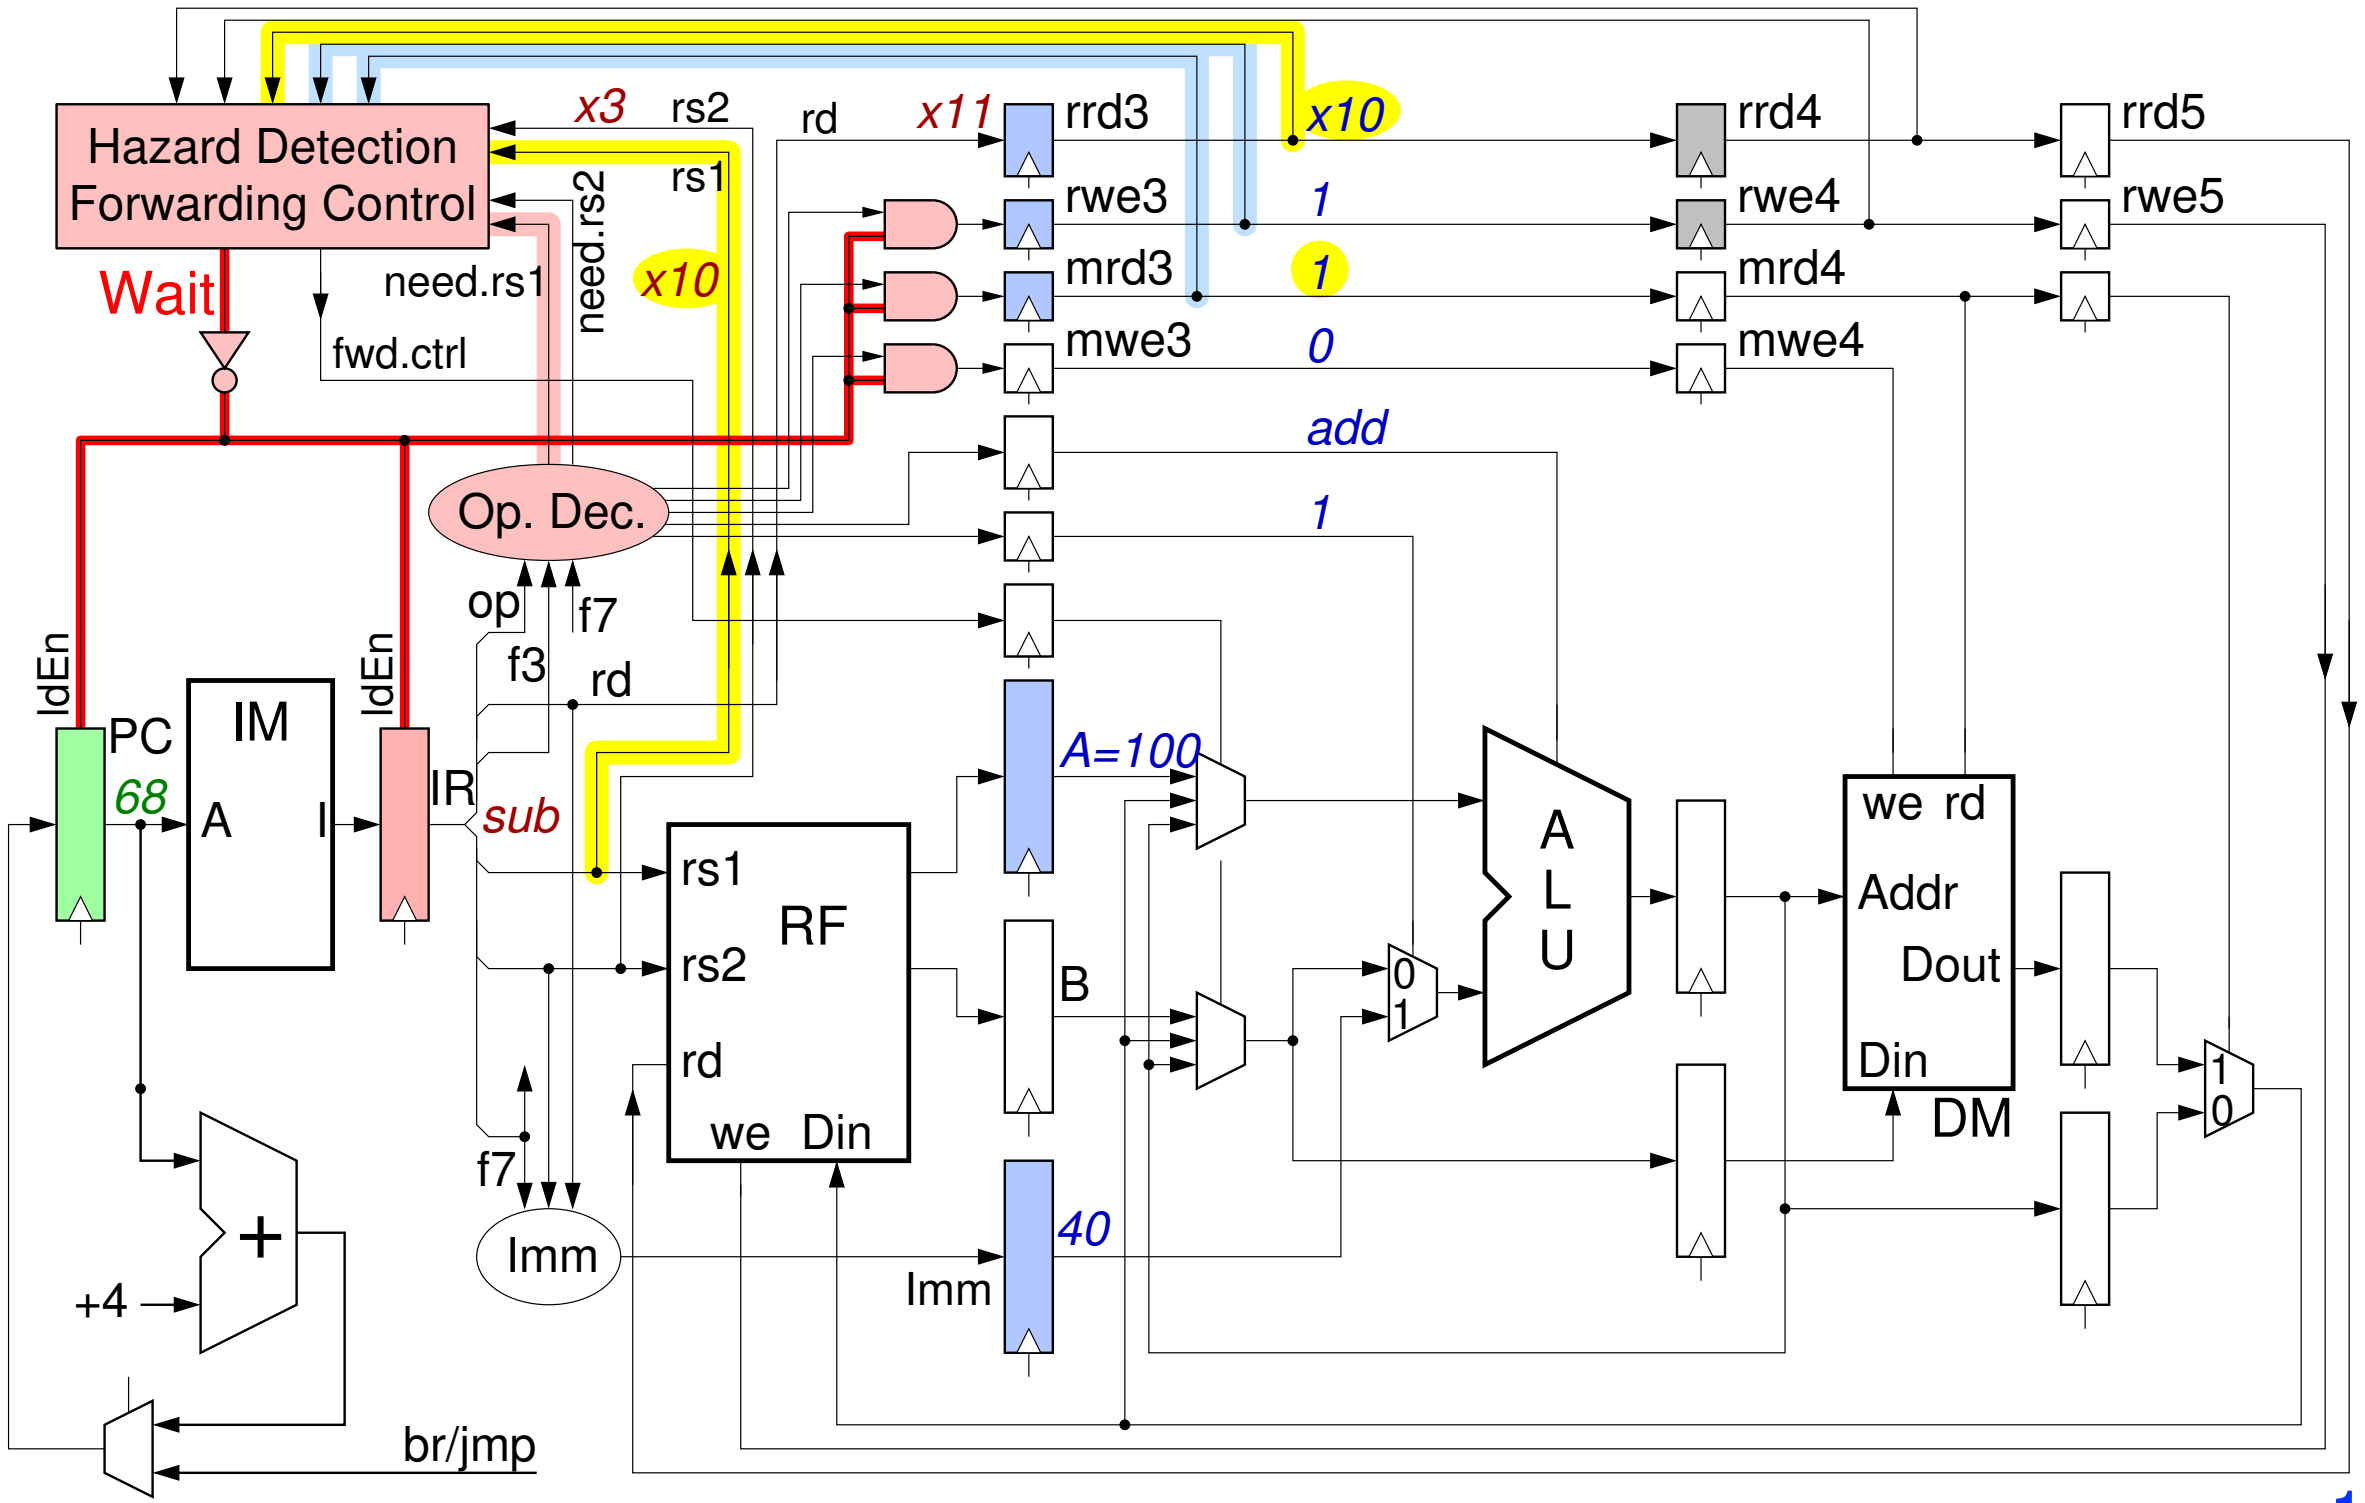 x3
rs2
rd
x11
rrd3
x10
rrd4
rrd5
Hazard Detection
Forwarding Control
rs1
need.rs2
rwe3
1
rwe4
rwe5
Wait
need.rs1
x10
mrd3
1
mrd4
fwd.ctrl
mwe3
0
mwe4
add
Op. Dec.
1
op
f7
f3
rd
ldEn
ldEn
PC
IM
68
A
I
IR
sub
A=100
A
L
U
we rd
Addr
Dout
Din
DM
rs1
RF
rs2
B
0
1
rd
we Din
1
0
f7
+
+4
Imm
40
Imm
br/jmp